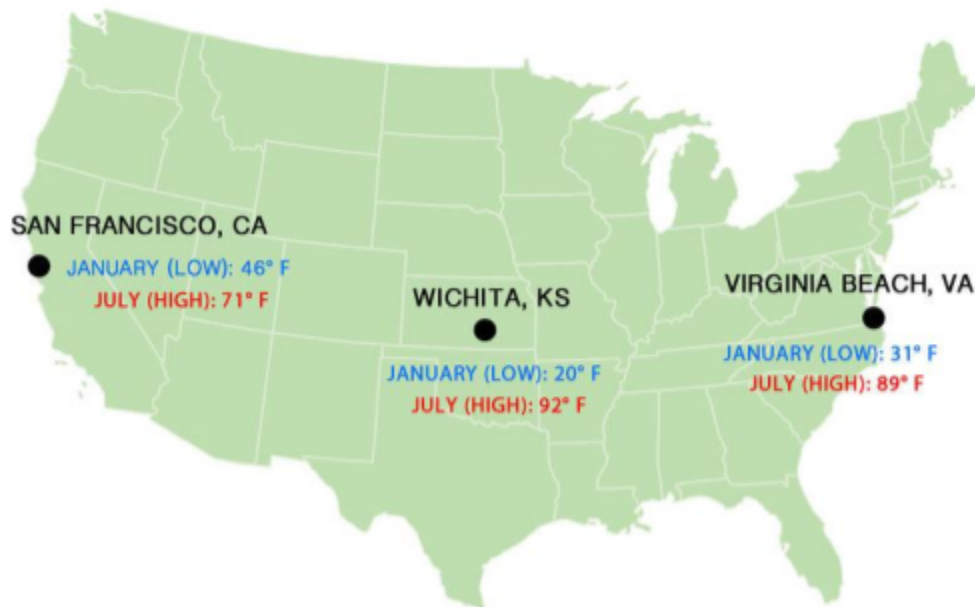 SAN FRANCISCO, CA
JANUARY (LOW): 46° F
JULY (HIGH): 71° F
WICHITA, KS
JANUARY (LOW): 20° F
JULY (HIGH): 92° F
VIRGINIA BEACH, VA
JANUARY (LOW): 31° F
JULY (HIGH): 89° F